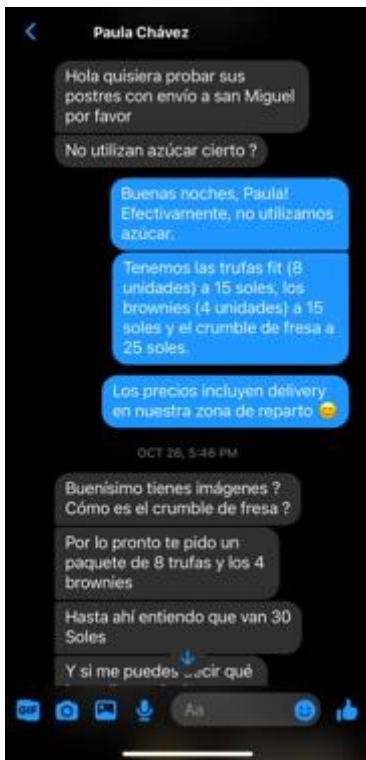 Paula Chávez
Hola quisiera probar sus
postres con envío a san Miguel
por favor
No utilizan azúcar cierto ?
Buenas noches, Paula!
Efectivamente, no utilizamos
azúcar.
Tenemos las trufas fit (8
unidades) a 15 soles, los
brownies (4 unidades) a 15
soles y el crumble de fresa a
25 soles.
Los precios incluyen delivery
en nuestra zona de reparto 😊
OCT 26, 5:46 PM
Buenísimo tienes imágenes ?
Cómo es el crumble de fresa ?
Por lo pronto te pido un
paquete de 8 trufas y los 4
brownies
Hasta ahí entiendo que van 30
Soles
Y si me puedes decir qué
GIF
Aa